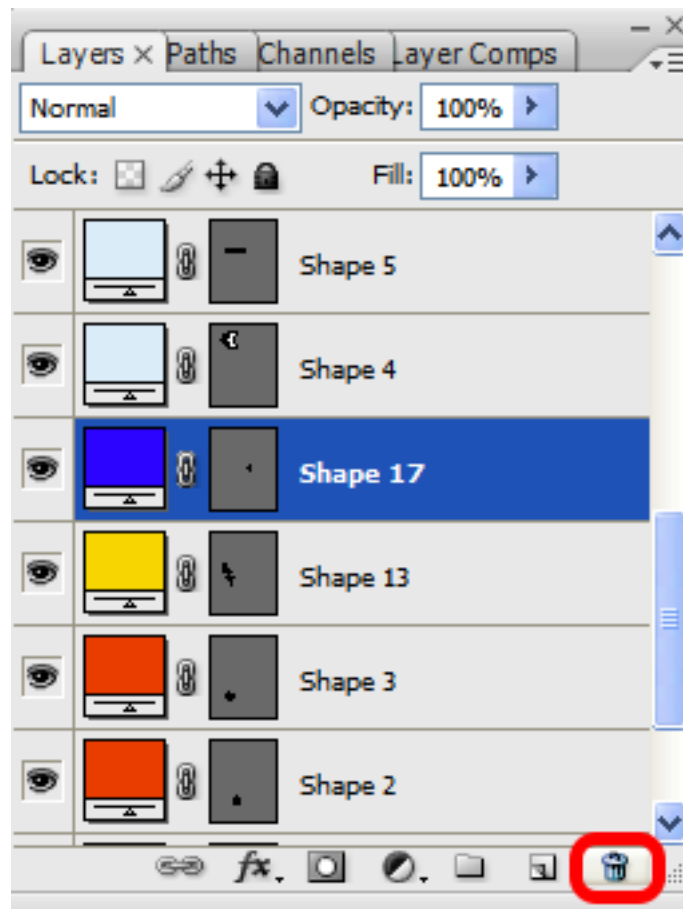 Layers × Paths Channels Layer Comps
Normal Opacity: 100%
Lock: Fill: 100%
Shape 5
Shape 4
Shape 17
Shape 13
Shape 3
Shape 2
fx.